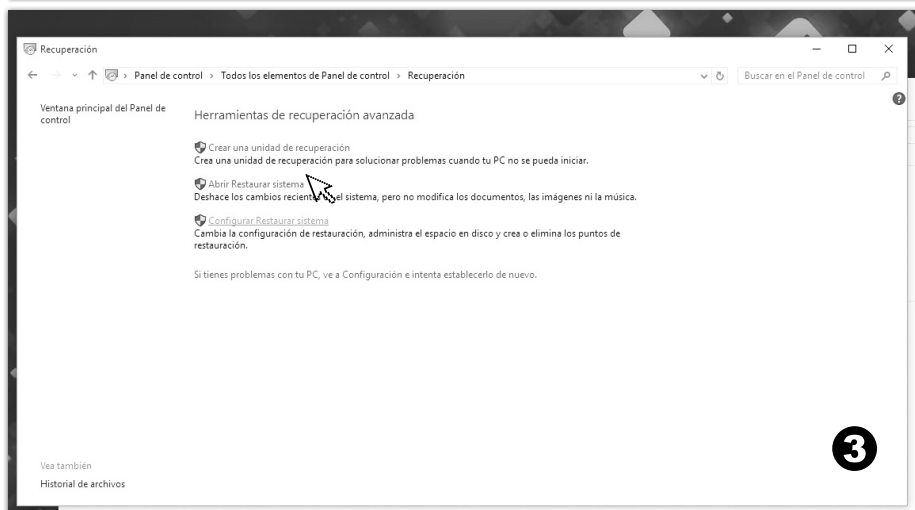 Recuperación
Panel de control > Todos los elementos de Panel de control > Recuperación
Buscar en el Panel de control
Ventana principal del Panel de
control
Herramientas de recuperación avanzada
Crear una unidad de recuperación
Crea una unidad de recuperación para solucionar problemas cuando tu PC no se pueda iniciar.
Abrir Restaurar sistema
Deshace los cambios el sistema, pero no modifica los documentos, las imágenes ni la música.
Configurar Restaurar sistema
Cambia la configuración de restauración, administra el espacio en disco y crea o elimina los puntos de
restauración.
Si tienes problemas con tu PC, ve a Configuración e intenta establecerlo de nuevo.
3
Vea también
Historial de archivos